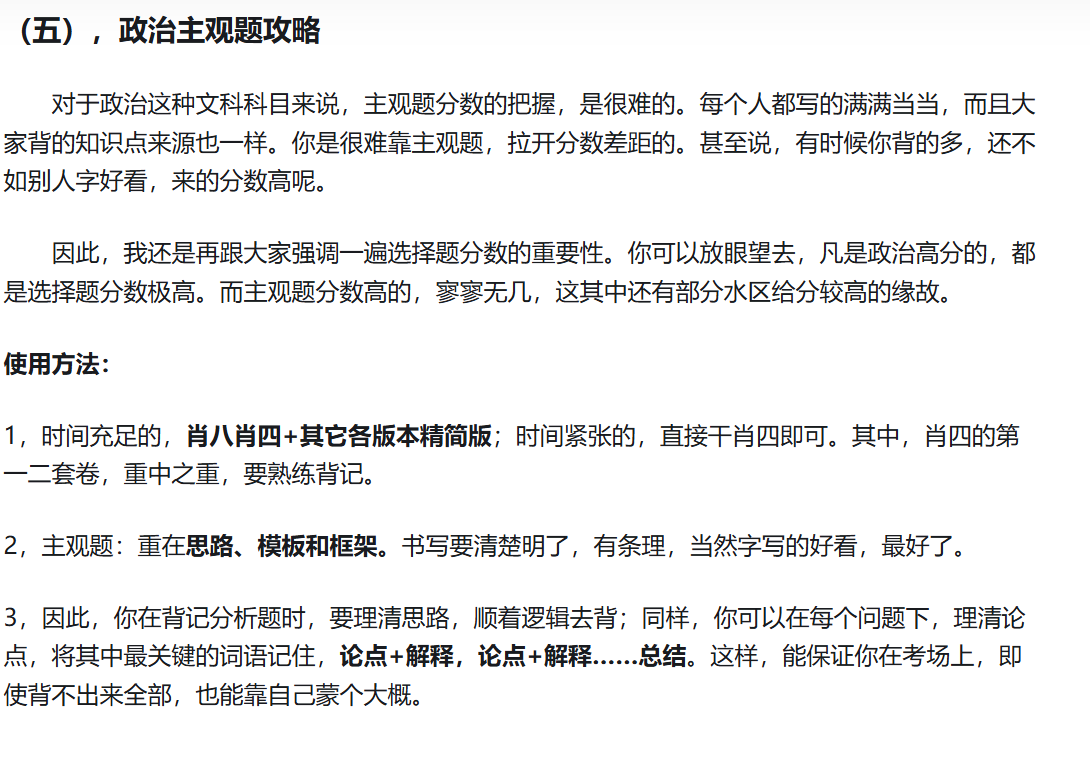 （五），政治主观题攻略
对于政治这种文科科目来说，主观题分数的把握，是很难的。每个人都写的满满当当，而且大
家背的知识点来源也一样。你是很难靠主观题，拉开分数差距的。甚至说，有时候你背的多，还不
如别人字好看，来的分数高呢。
因此，我还是再跟大家强调一遍选择题分数的重要性。你可以放眼望去，凡是政治高分的，都
是选择题分数极高。而主观题分数高的，寥寥无几，这其中还有部分水区给分较高的缘故。
使用方法：
1，时间充足的，肖八肖四+其它各版本精简版；时间紧张的，直接干肖四即可。其中，肖四的第
一二套卷，重中之重，要熟练背记。
2，主观题：重在思路、模板和框架。书写要清楚明了，有条理，当然字写的好看，最好了。
3，因此，你在背记分析题时，要理清思路，顺着逻辑去背；同样，你可以在每个问题下，理清论
点，将其中最关键的词语记住，论点+解释，论点+解释……总结。这样，能保证你在考场上，即
使背不出来全部，也能靠自己蒙个大概。